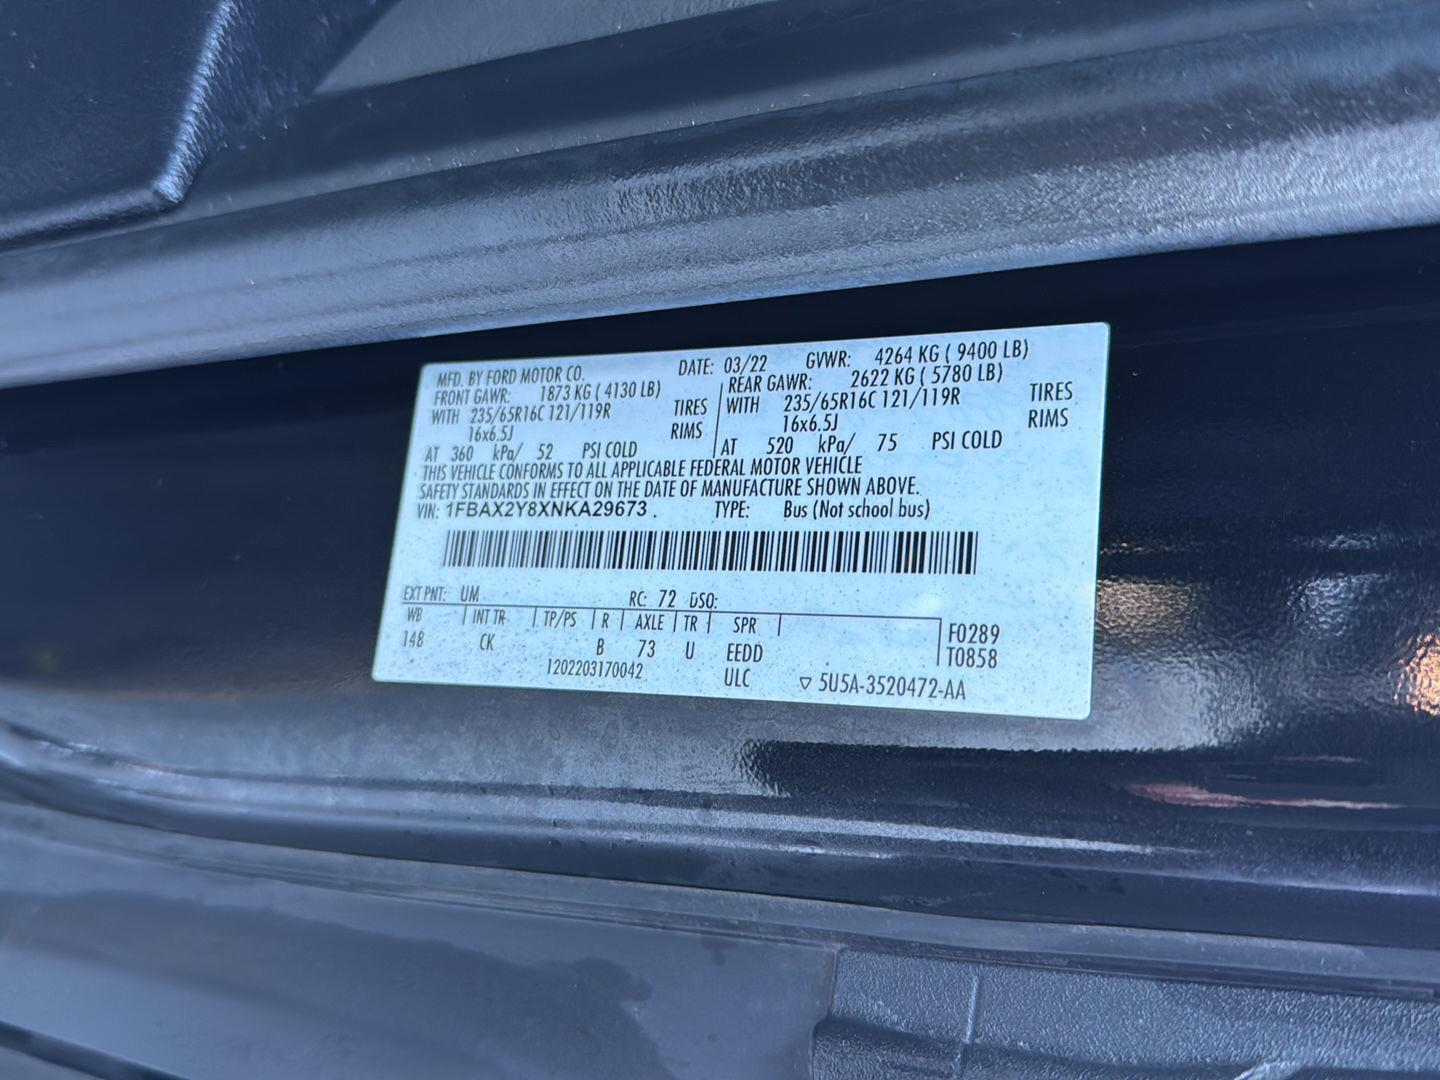 MFD. BY FORD MOTOR CO. DATE: 03/22 GVWR: 4264 KG ( 9400 LB)
FRONT GAWR: 1873 KG ( 4130 LB) REAR GAWR: 2622 KG ( 5780 LB)
WITH 235/65R16C 121/119R TIRES WITH 235/65R16C 121/119R TIRES
16x6.5J RIMS 16x6.5J RIMS
AT 360 kPa/ 52 PSI COLD AT 520 kPa/ 75 PSI COLD
THIS VEHICLE CONFORMS TO ALL APPLICABLE FEDERAL MOTOR VEHICLE
SAFETY STANDARDS IN EFFECT ON THE DATE OF MANUFACTURE SHOWN ABOVE.
VIN: 1FBAX2Y8XNKA29673 . TYPE: Bus (Not school bus)
EXT PNT: UM RC: 72 DSO:
WB INT TR TP/PS R AXLE TR SPR F0289
148 CK B 73 U EEDD T0858
1202203170042 ULC ▽ 5U5A-3520472-AA